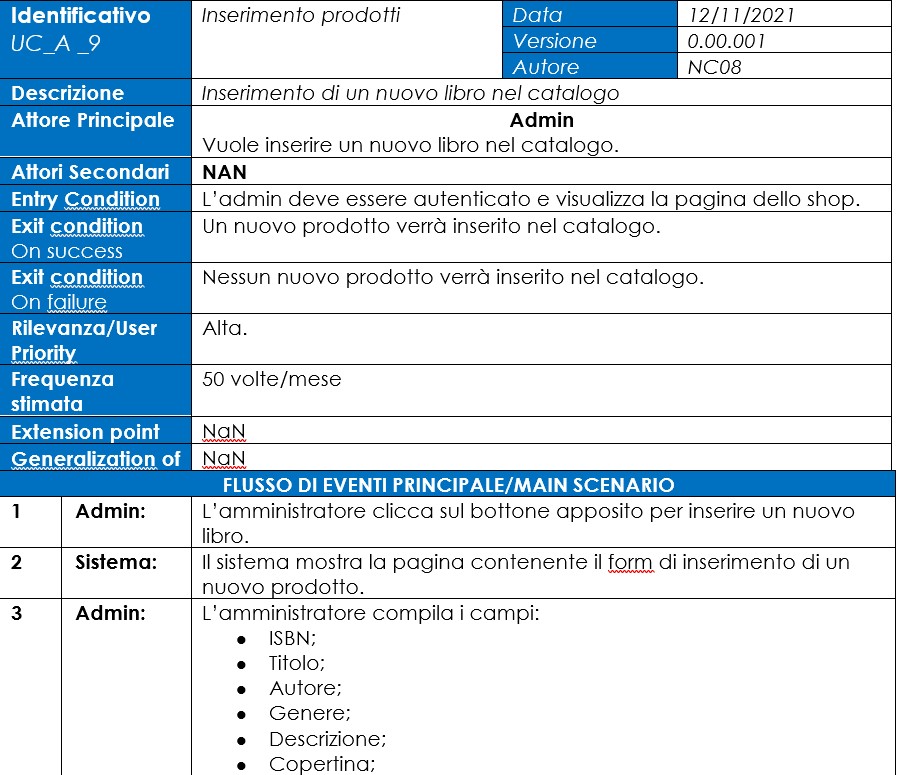 Identificativo
UC_A _9
Inserimento prodotti
Data
12/11/2021
Versione
0.00.001
Autore
NC08
Descrizione
Inserimento di un nuovo libro nel catalogo
Attore Principale
Admin
Vuole inserire un nuovo libro nel catalogo.
Attori Secondari
NAN
Entry Condition
L'admin deve essere autenticato e visualizza la pagina dello shop.
Exit condition
On success
Un nuovo prodotto verrà inserito nel catalogo.
Exit condition
On failure
Nessun nuovo prodotto verrà inserito nel catalogo.
Rilevanza/User
Priority
Alta.
Frequenza
stimata
50 volte/mese
Extension point
NaN
Generalization of
NaN
FLUSSO DI EVENTI PRINCIPALE/MAIN SCENARIO
1
Admin:
L'amministratore clicca sul bottone apposito per inserire un nuovo
libro.
2
Sistema:
Il sistema mostra la pagina contenente il form di inserimento di un
nuovo prodotto.
3
Admin:
L'amministratore compila i campi:
● ISBN;
● Titolo;
● Autore;
● Genere;
● Descrizione;
● Copertina;